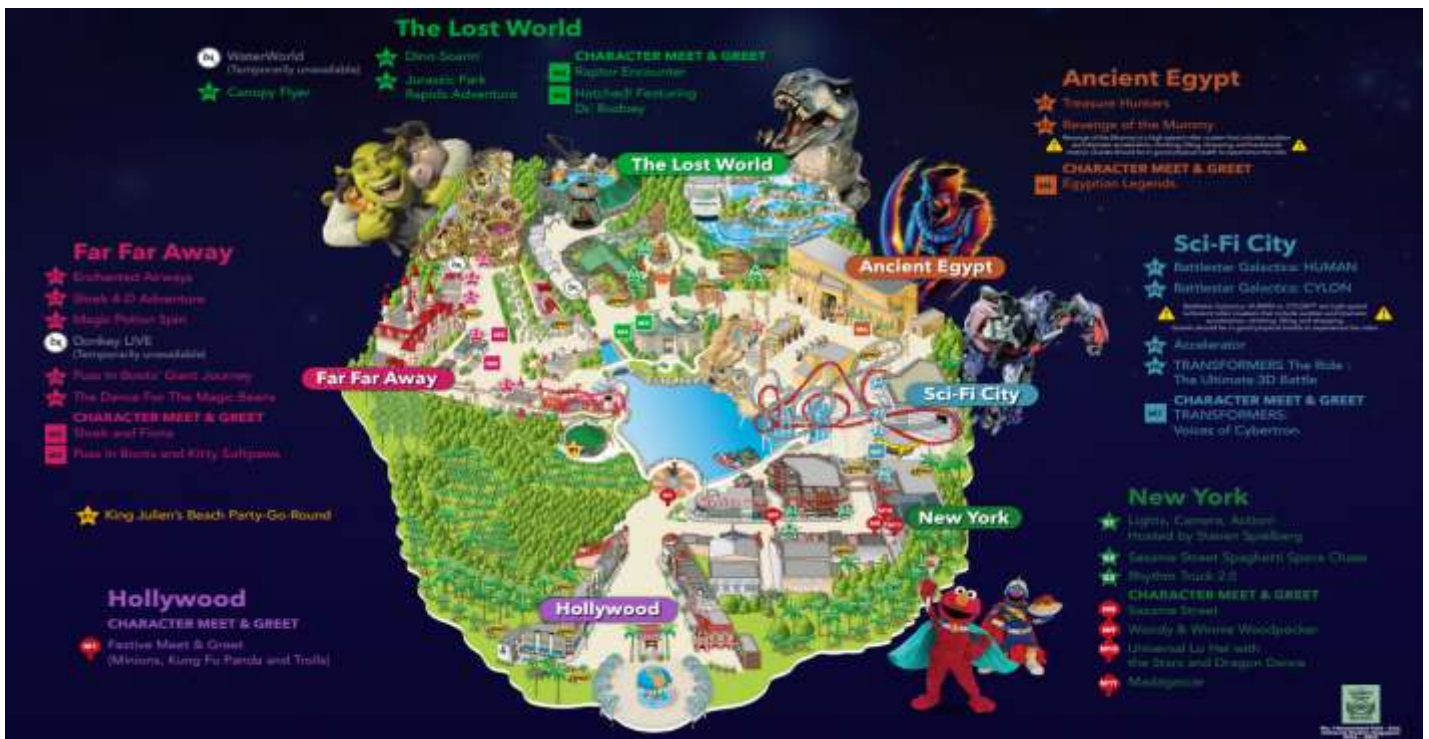 The Lost World
WaterWorld
(Temporarily unavailable)
Canopy Flyer
Dino-Soarin'
Jurassic Park
Rapids Adventure
CHARACTER MEET & GREET
Raptor Encounter
Hatched! Featuring
Dr. Rodney
Ancient Egypt
Treasure Hunters
Revenge of the Mummy
CHARACTER MEET & GREET
Egyptian Legends
Far Far Away
Enchanted Airways
Shrek 4-D Adventure
Magic Potion Spin
Donkey LIVE
(Temporarily unavailable)
Puss In Boots' Giant Journey
The Dance For The Magic Beans
CHARACTER MEET & GREET
Shrek and Fiona
Puss in Boots and Kitty Softpaws
Sci-Fi City
Battlestar Galactica: HUMAN
Battlestar Galactica: CYLON
Accelerator
TRANSFORMERS The Ride :
The Ultimate 3D Battle
CHARACTER MEET & GREET
TRANSFORMERS:
Voices of Cybertron
The Lost World
Ancient Egypt
Far Far Away
Sci-Fi City
New York
Hollywood
King Julien's Beach Party-Go-Round
Hollywood
CHARACTER MEET & GREET
Festive Meet & Greet
(Minions, Kung Fu Panda and Trolls)
New York
Lights, Camera, Action!
Hosted by Steven Spielberg
Sesame Street Spaghetti Space Chase
Rhythm Truck 2.0
CHARACTER MEET & GREET
Sesame Street
Woody & Winnie Woodpecker
Universal Lo Hei with
the Stars and Dragon Dance
Madagascar